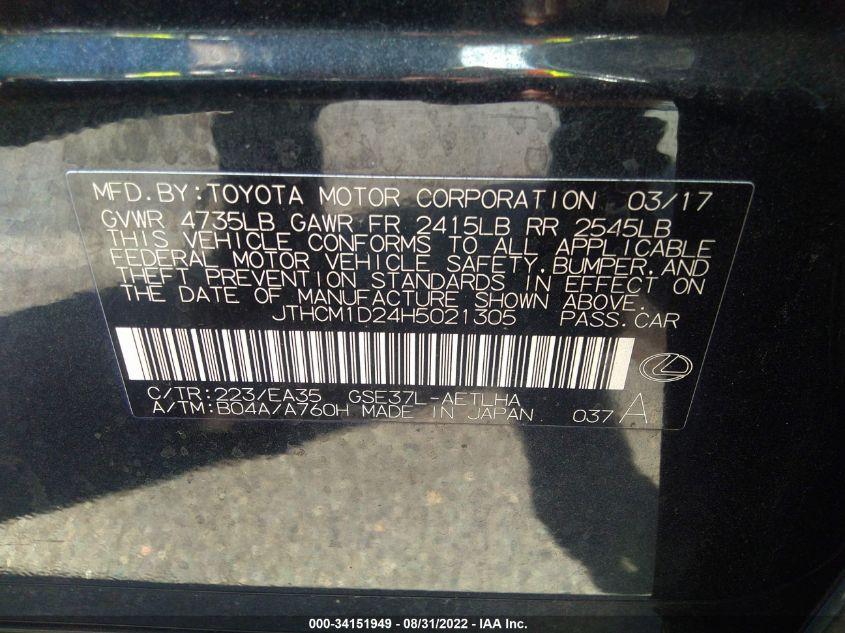 MFD.BY:TOYOTA MOTOR CORPORATION 03/17
GVWR 4735LB GAWR FR 2415LB RR 2545LB
THIS VEHICLE CONFORMS TO ALL APPLICABLE
FEDERAL MOTOR VEHICLE SAFETY,BUMPER,AND
THEFT PREVENTION STANDARDS IN EFFECT ON
THE DATE OF MANUFACTURE SHOWN ABOVE.
JTHCM1D24H5021305 PASS.CAR
C/TR:223/EA35 GSE37L-AETLHA
A/TM:B04A/A760H MADE IN JAPAN 037 A
000-34151949 - 08/31/2022 - IAA Inc.